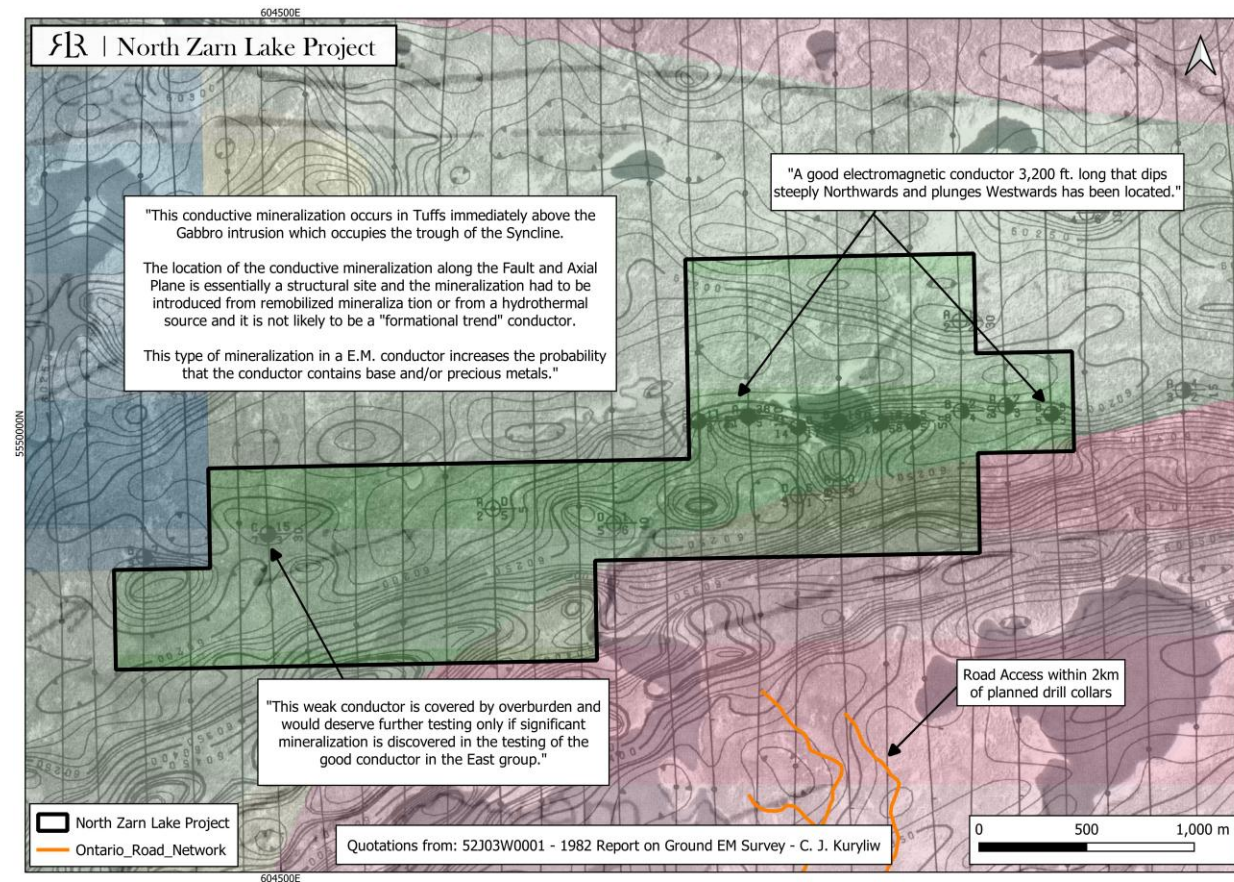 604500E
RLR | North Zarn Lake Project
"A good electromagnetic conductor 3,200 ft. long that dips
steeply Northwards and plunges Westwards has been located."
"This conductive mineralization occurs in Tuffs immediately above the
Gabbro intrusion which occupies the trough of the Syncline.
The location of the conductive mineralization along the Fault and Axial
Plane is essentially a structural site and the mineralization had to be
introduced from remobilized mineraliza tion or from a hydrothermal
source and it is not likely to be a "formational trend" conductor.
This type of mineralization in a E.M. conductor increases the probability
that the conductor contains base and/or precious metals."
5550000N
60250
"This weak conductor is covered by overburden and
would deserve further testing only if significant
mineralization is discovered in the testing of the
good conductor in the East group."
Road Access within 2km
of planned drill collars
North Zarn Lake Project
Ontario_Road_Network
Quotations from: 52J03W0001 - 1982 Report on Ground EM Survey - C. J. Kuryliw
0 500 1,000 m
604500E